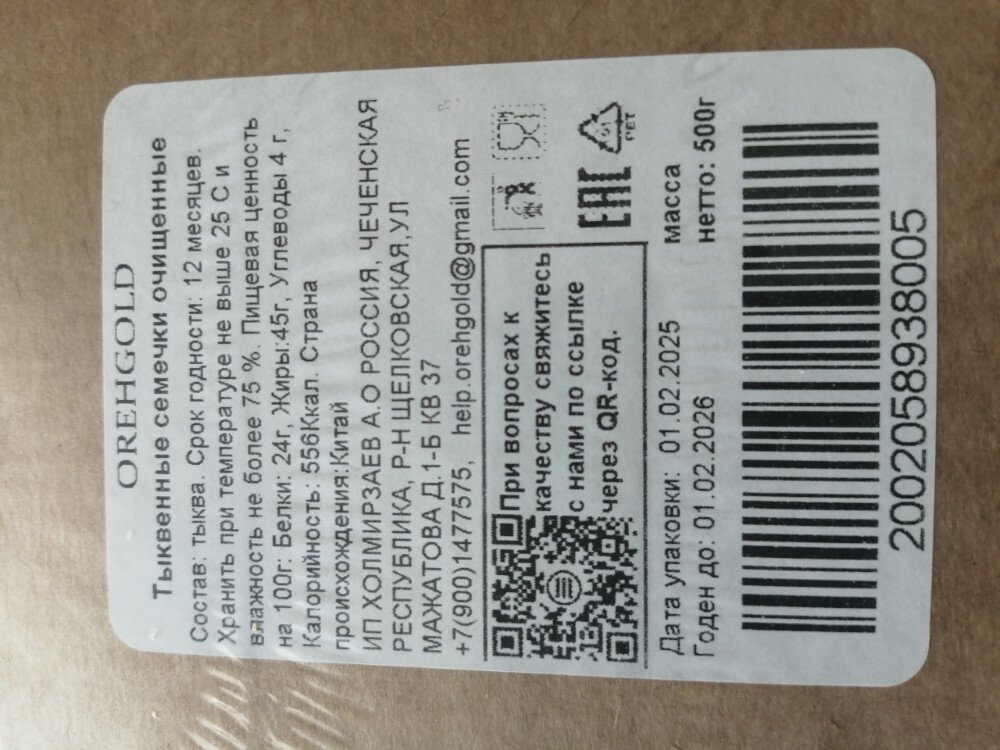 OREHGOLD
Тыквенные семечки очищенные
Состав: тыква. Срок годности: 12 месяцев.
Хранить при температуре не выше 25 С и
влажность не более 75 %. Пищевая ценность
на 100г: Белки: 24г, Жиры:45г, Углеводы 4 г,
Калорийность: 556Ккал. Страна
происхождения:Китай
ИП ХОЛМИРЗАЕВ А.О РОССИЯ, ЧЕЧЕНСКАЯ
РЕСПУБЛИКА, Р-Н ЩЕЛКОВСКАЯ,УЛ
МАЖАТОВА Д.1-Б КВ 37
+7(900)1477575, help.orehgold@gmail.com
При вопросах к
качеству свяжитесь
с нами по ссылке
через QR-код.
EAC
PET
Дата упаковки: 01.02.2025
Годен до: 01.02.2026
масса
нетто: 500г
2002058938005